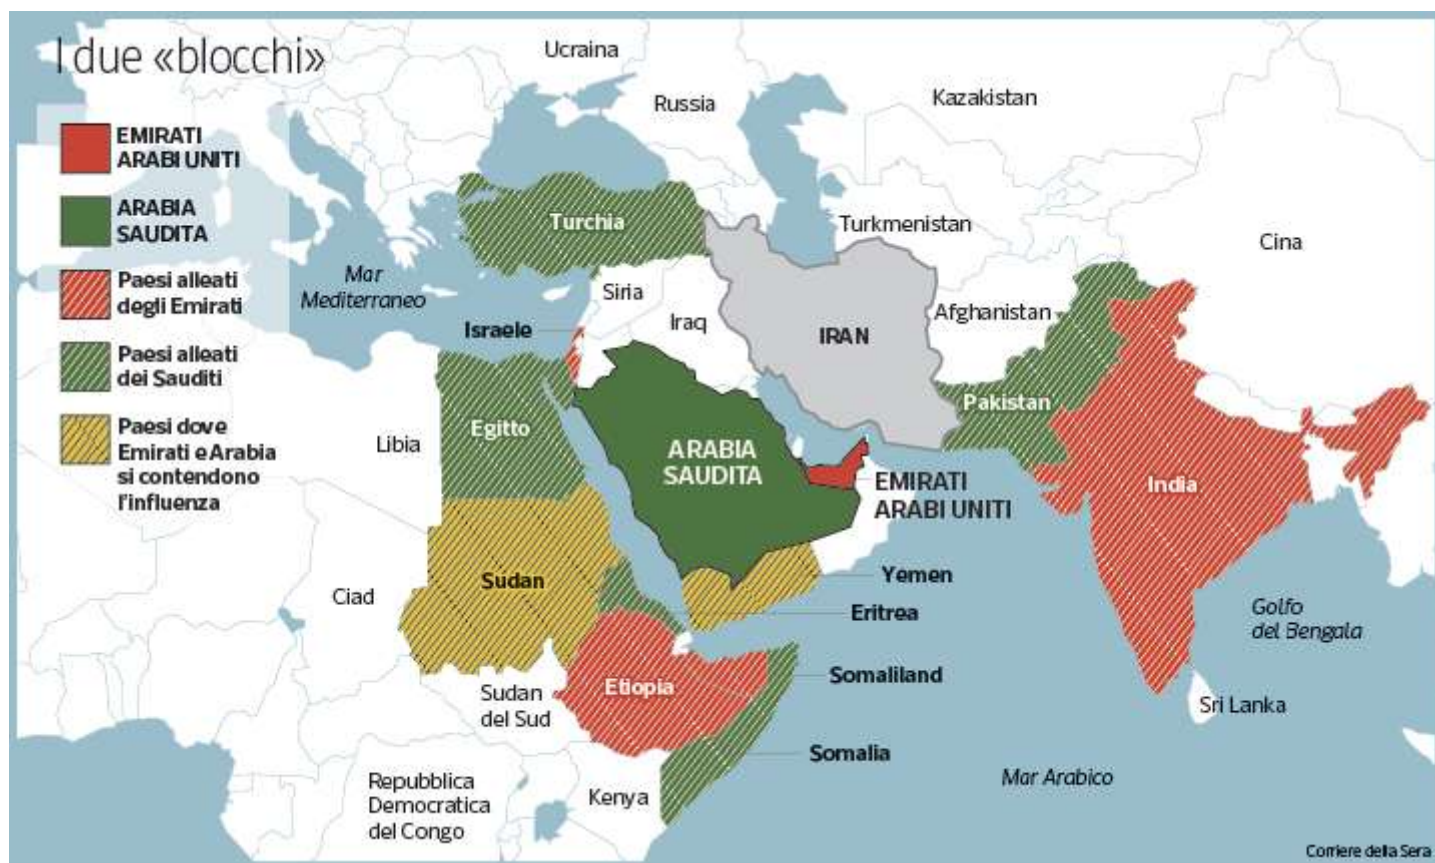 I due «blocchi»
EMIRATI
ARABI UNITI
ARABIA
SAUDITA
Paesi alleati
degli Emirati
Paesi alleati
dei Sauditi
Paesi dove
Emirati e Arabia
si contendono
l'influenza
Ucraina
Russia
Kazakistan
Turchia
Turkmenistan
Cina
Mar
Mediterraneo
Siria
Israele
Iraq
IRAN
Afghanistan
Pakistan
Libia
Egitto
ARABIA
SAUDITA
EMIRATI
ARABI UNITI
India
Ciad
Sudan
Yemen
Eritrea
Golfo
del Bengala
Somaliland
Etiopia
Sudan
del Sud
Sri Lanka
Somalia
Mar Arabico
Repubblica
Democratica
del Congo
Kenya
Corriere della Sera